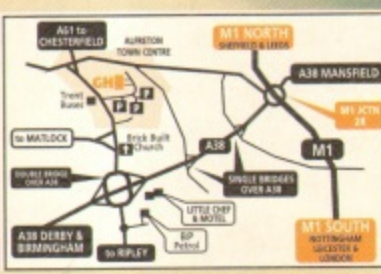 A61 to
CHESTERFIELD
ALFRETON
TOWN CENTRE
M1 NORTH
SHEFFIELD & LEEDS
A38 MANSFIELD
GH
Trent
Buses
P
P
P
M1 JCTN
28
to MATLOCK
Brick Built
Church
A38
M1
DOUBLE BRIDGE
OVER A38
SINGLE BRIDGES
OVER A38
LITTLE CHEF
& MOTEL
A38 DERBY &
BIRMINGHAM
BP
Petrol
to RIPLEY
M1 SOUTH
NOTTINGHAM
LEICESTER &
LONDON